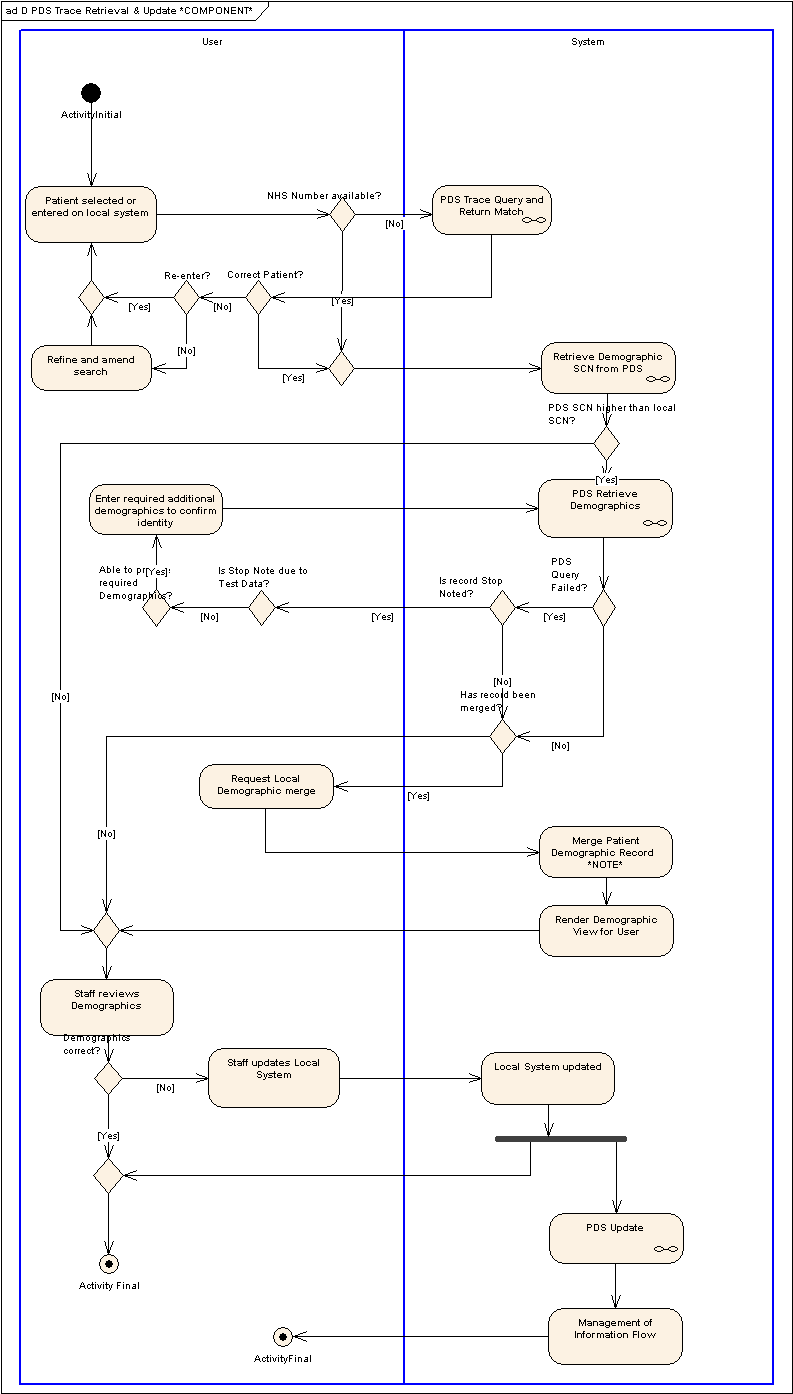 ad D PDS Trace Retrieval & Update *COMPONENT*
User
System
ActivityInitial
Patient selected or
entered on local system
NHS Number available?
[No]
PDS Trace Query and
Return Match
Re-enter?
Correct Patient?
[Yes]
[No]
[Yes]
[No]
Refine and amend
search
[Yes]
Retrieve Demographic
SCN from PDS
PDS SCN higher than local
SCN?
[Yes]
Enter required additional
demographics to confirm
identity
PDS Retrieve
Demographics
Able to
required
Demographics?
[Yes]
Is Stop Note due to
Test Data?
Is record Stop
Noted?
PDS
Query
Failed?
[No]
[Yes]
[Yes]
[No]
[No]
Has record been
merged?
[No]
Request Local
Demographic merge
[Yes]
[No]
Merge Patient
Demographic Record
*NOTE*
Render Demographic
View for User
Staff reviews
Demographics
Demographics
correct?
[No]
Staff updates Local
System
Local System updated
[Yes]
PDS Update
Activity Final
Management of
Information Flow
ActivityFinal